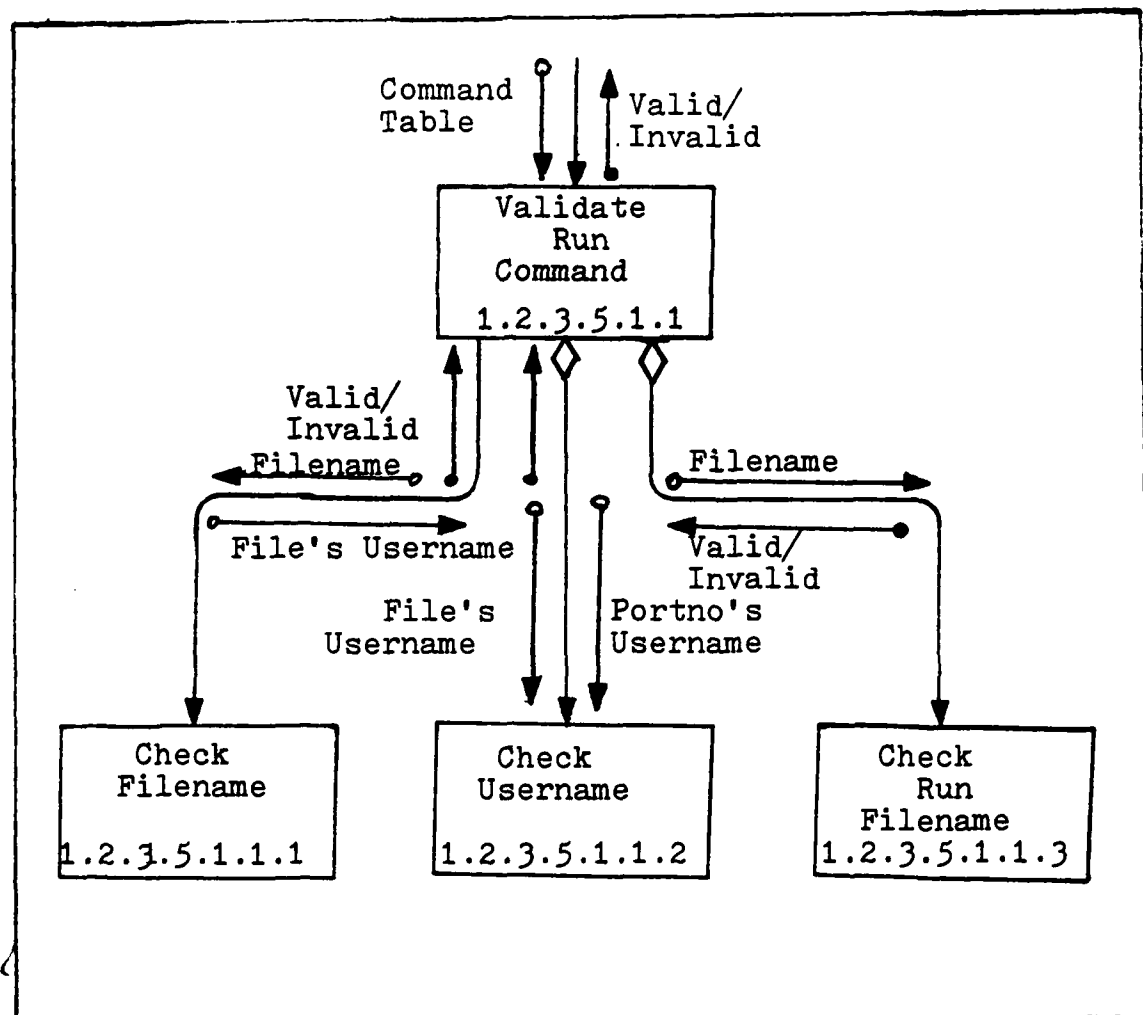 Command
Table
Valid/
Invalid
Validate
Run
Command
1.2.3.5.1.1
Valid/
Invalid
Filename
Filename
File's Username
Valid/
Invalid
File's
Username
Portno's
Username
Check
Filename
1.2.3.5.1.1.1
Check
Username
1.2.3.5.1.1.2
Check
Run
Filename
1.2.3.5.1.1.3